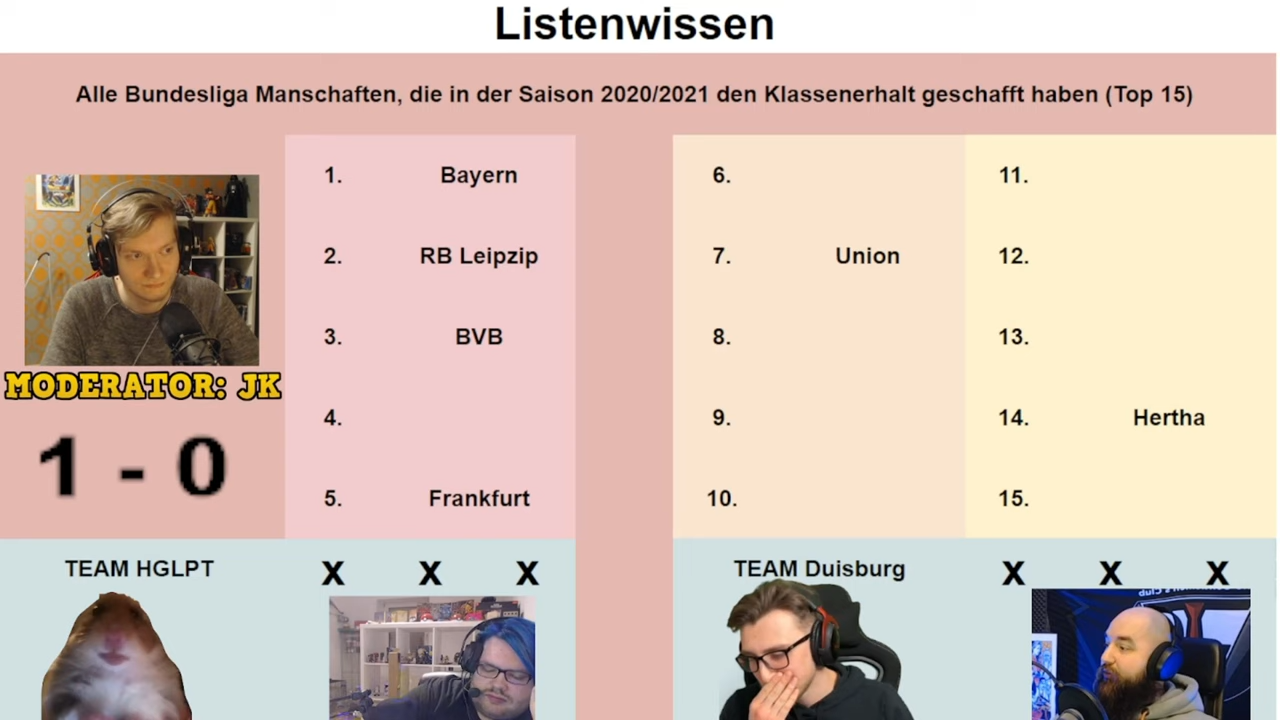 Listenwissen
Alle Bundesliga Manschaften, die in der Saison 2020/2021 den Klassenerhalt geschafft haben (Top 15)
1. Bayern
2. RB Leipzip
3. BVB
4.
5. Frankfurt
6.
7. Union
8.
9.
10.
11.
12.
13.
14. Hertha
15.
MODERATOR: JK
1 - 0
TEAM HGLPT X X X
TEAM Duisburg X X X